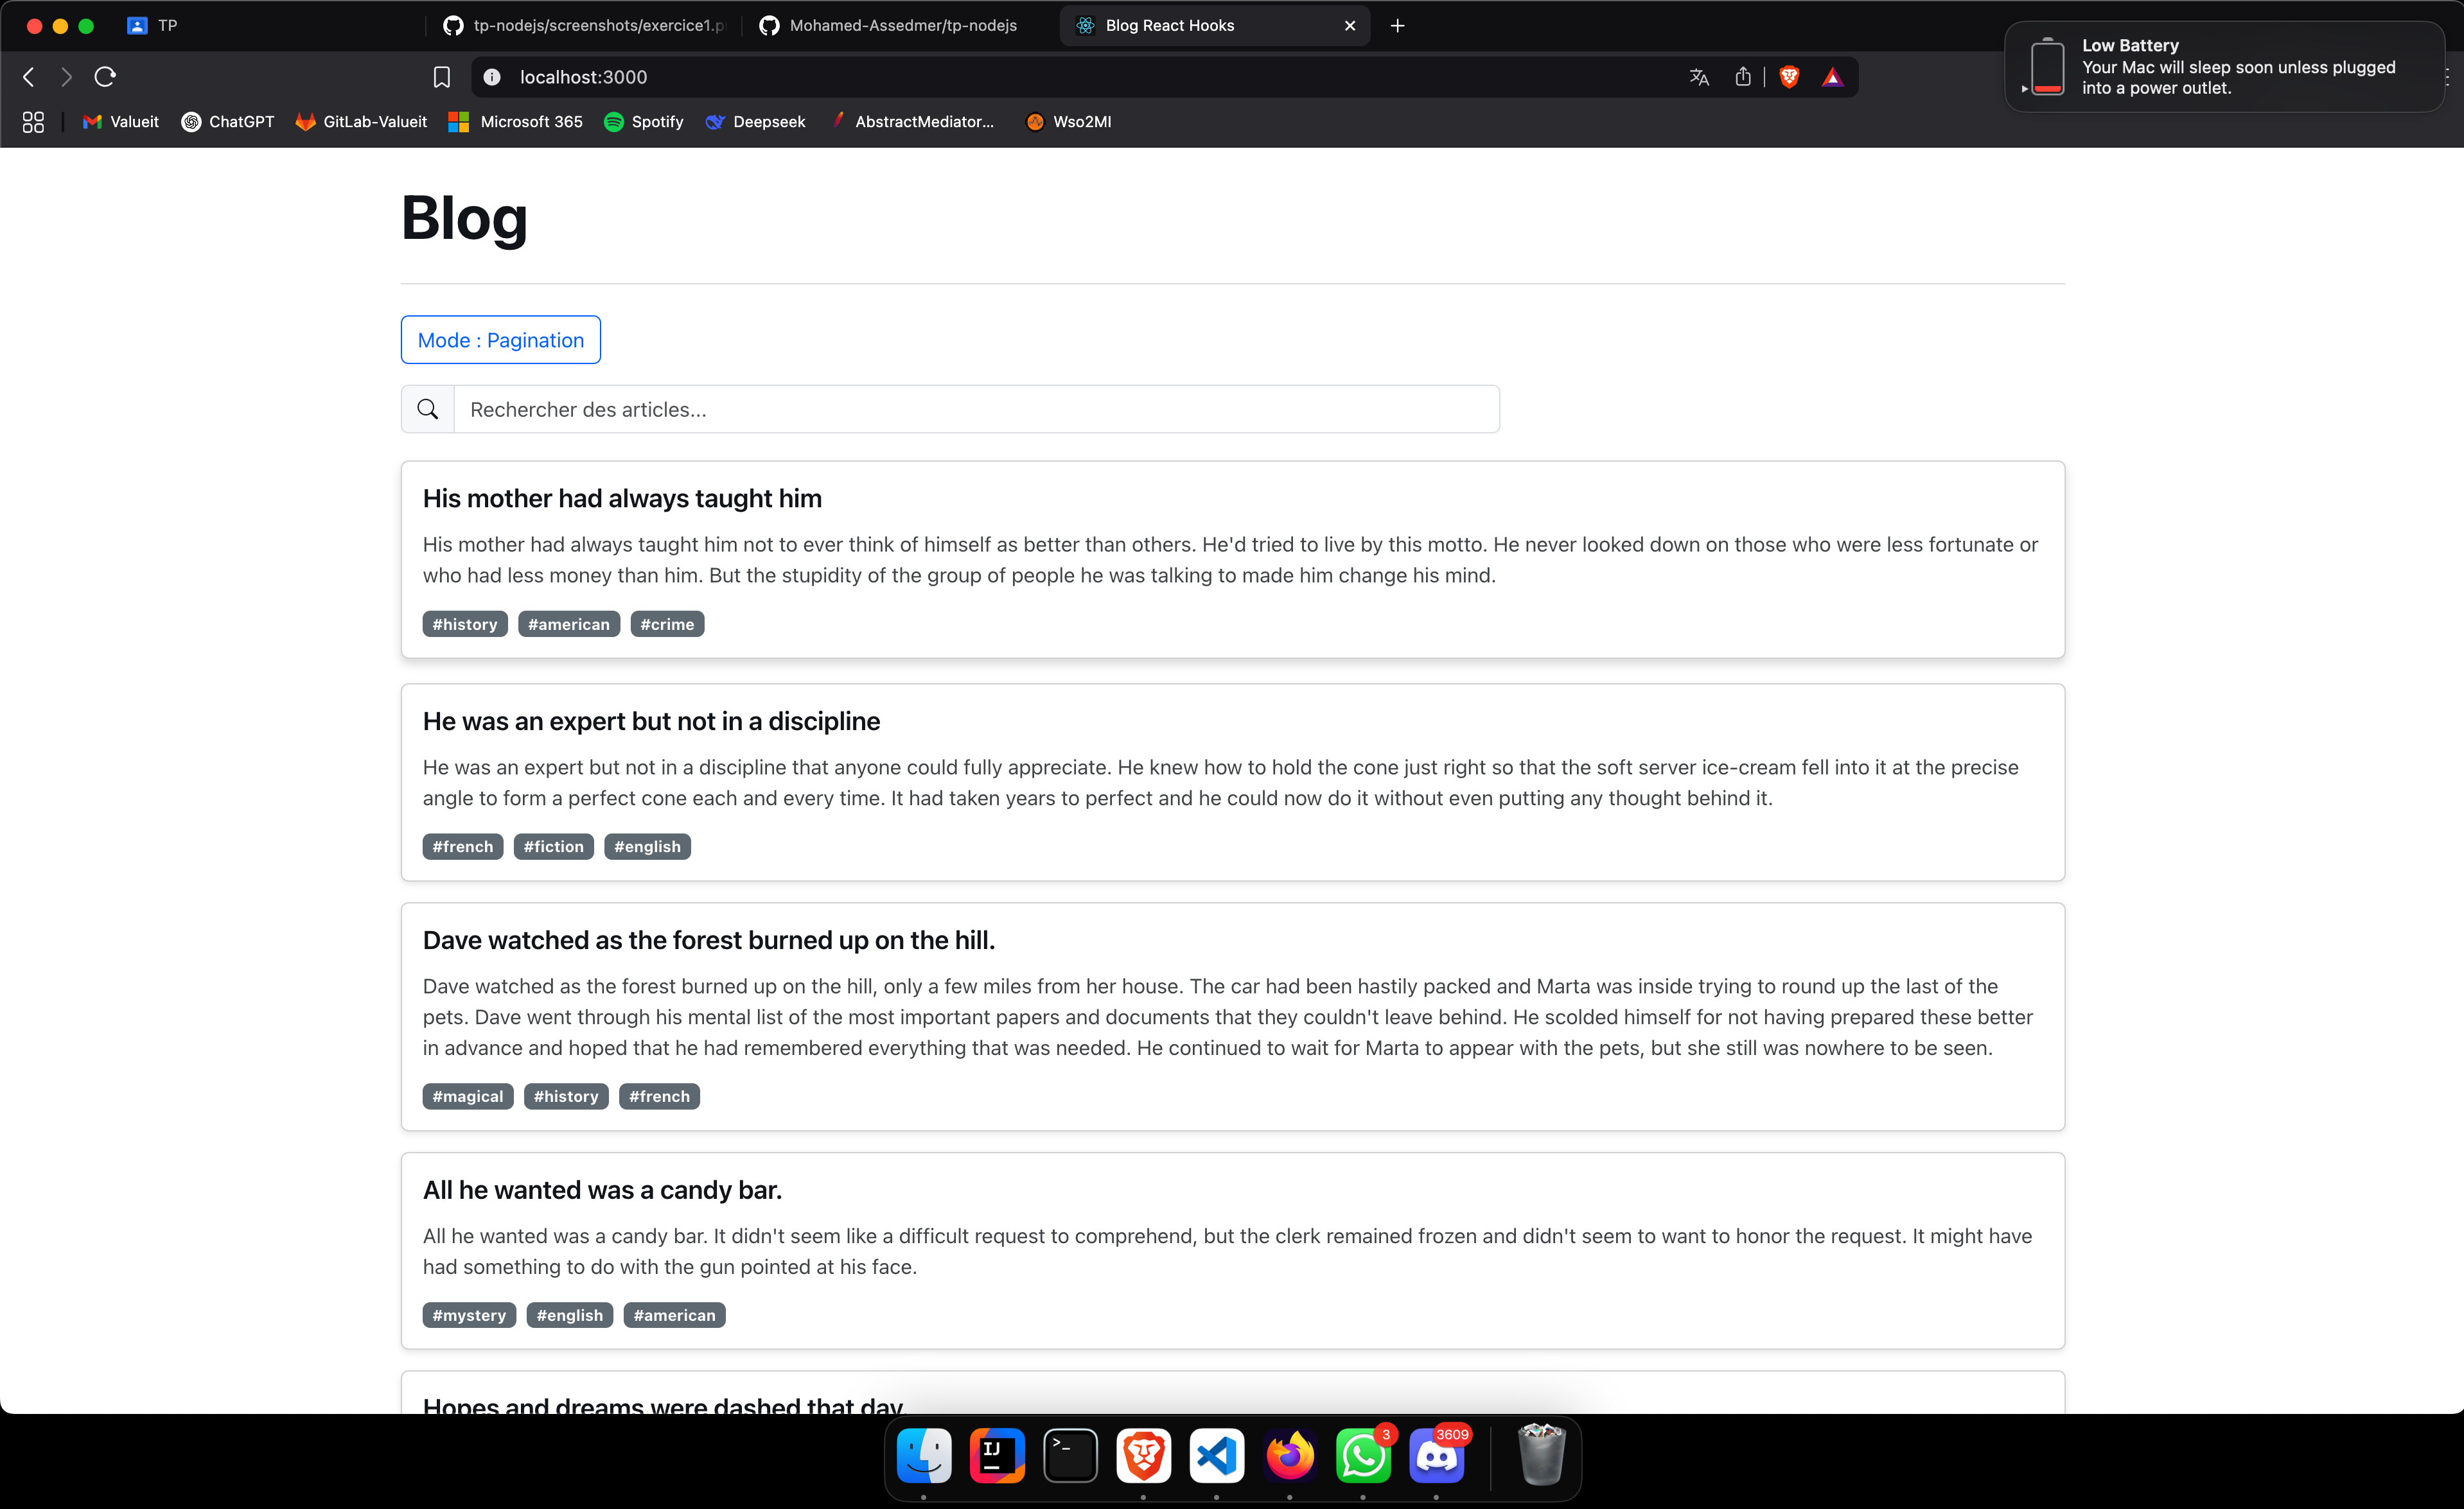 TP
tp-nodejs/screenshots/exercice1.p
Mohamed-Assedmer/tp-nodejs
Blog React Hooks
localhost:3000
Low Battery
Your Mac will sleep soon unless plugged
into a power outlet.
Valueit
ChatGPT
GitLab-Valueit
Microsoft 365
Spotify
Deepseek
AbstractMediator...
Wso2MI
Blog
Mode : Pagination
Rechercher des articles...
His mother had always taught him
His mother had always taught him not to ever think of himself as better than others. He'd tried to live by this motto. He never looked down on those who were less fortunate or
who had less money than him. But the stupidity of the group of people he was talking to made him change his mind.
#history #american #crime
He was an expert but not in a discipline
He was an expert but not in a discipline that anyone could fully appreciate. He knew how to hold the cone just right so that the soft server ice-cream fell into it at the precise
angle to form a perfect cone each and every time. It had taken years to perfect and he could now do it without even putting any thought behind it.
#french #fiction #english
Dave watched as the forest burned up on the hill.
Dave watched as the forest burned up on the hill, only a few miles from her house. The car had been hastily packed and Marta was inside trying to round up the last of the
pets. Dave went through his mental list of the most important papers and documents that they couldn't leave behind. He scolded himself for not having prepared these better
in advance and hoped that he had remembered everything that was needed. He continued to wait for Marta to appear with the pets, but she still was nowhere to be seen.
#magical #history #french
All he wanted was a candy bar.
All he wanted was a candy bar. It didn't seem like a difficult request to comprehend, but the clerk remained frozen and didn't seem to want to honor the request. It might have
had something to do with the gun pointed at his face.
#mystery #english #american
Hopes and dreams were dashed that day.
IJ
>_
3
3609